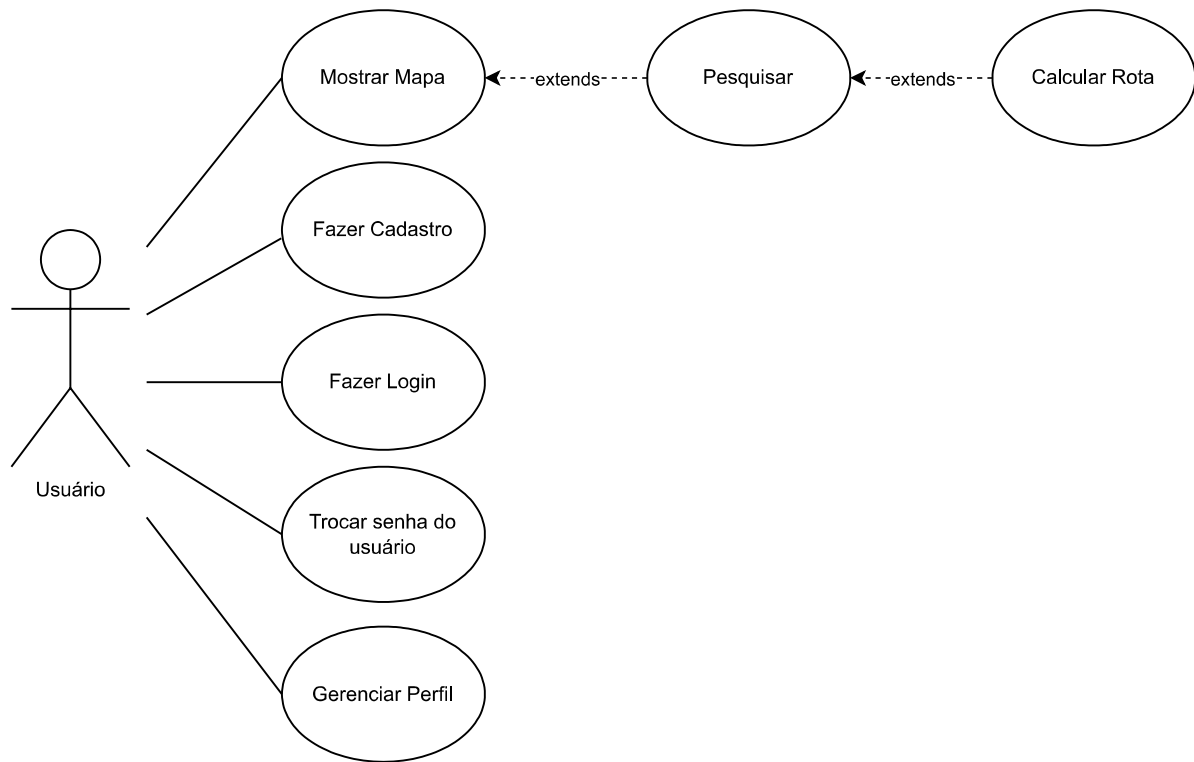 Mostrar Mapa
extends
Pesquisar
extends
Calcular Rota
Fazer Cadastro
Fazer Login
Usuário
Trocar senha do
usuário
Gerenciar Perfil